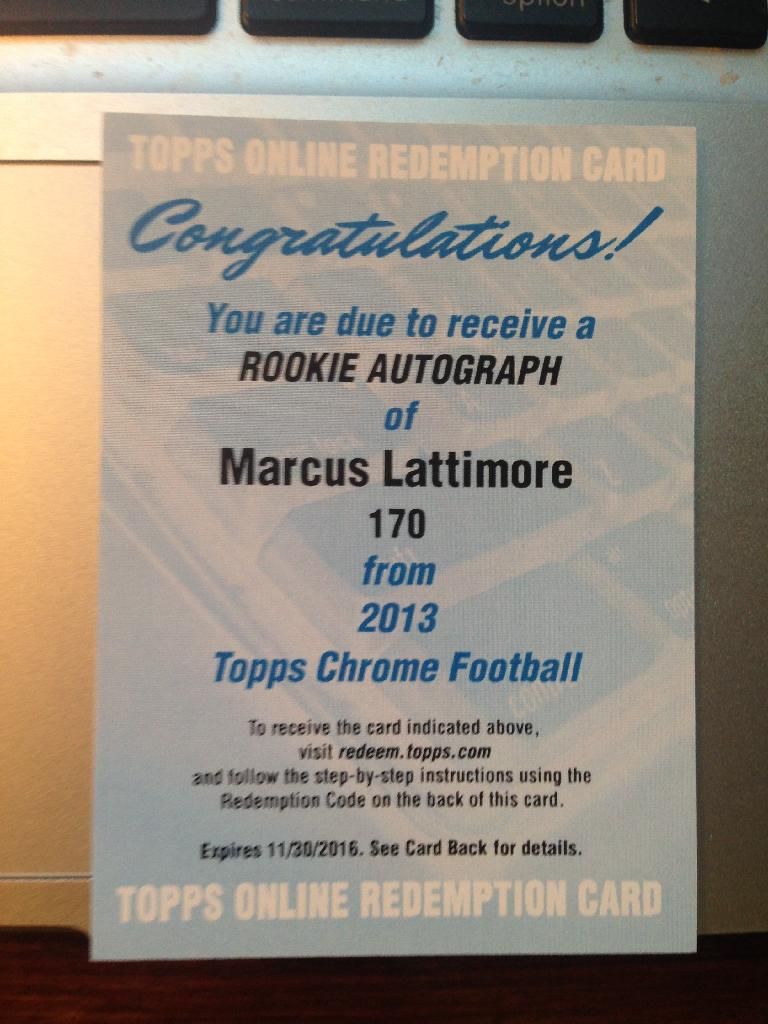 option
TOPPS ONLINE REDEMPTION CARD
Congratulations!
You are due to receive a
ROOKIE AUTOGRAPH
of
Marcus Lattimore
170
from
2013
Topps Chrome Football
To receive the card indicated above,
visit redeem.topps.com
and follow the step-by-step instructions using the
Redemption Code on the back of this card.
Expires 11/30/2016. See Card Back for details.
TOPPS ONLINE REDEMPTION CARD